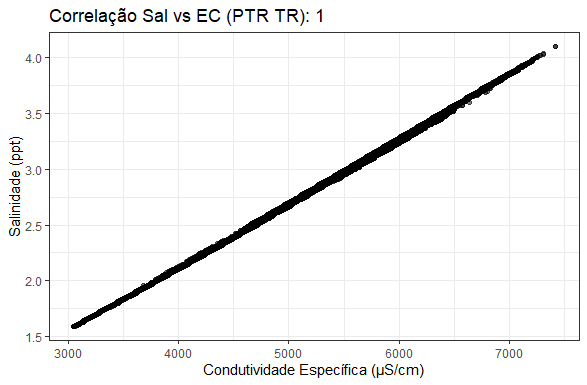 Correlação Sal vs EC (PTR TR): 1
4.0
3.5
3.0
2.5
2.0
1.5
Salinidade (ppt)
3000 4000 5000 6000 7000
Condutividade Específica (µS/cm)